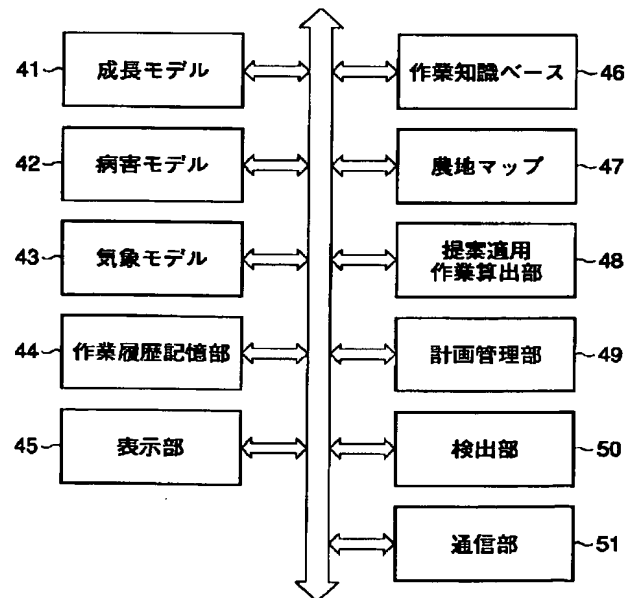 41 成長モデル
42 病害モデル
43 気象モデル
44 作業履歴記憶部
45 表示部
作業知識ベース 46
農地マップ 47
提案適用
作業算出部 48
計画管理部 49
検出部 50
通信部 51